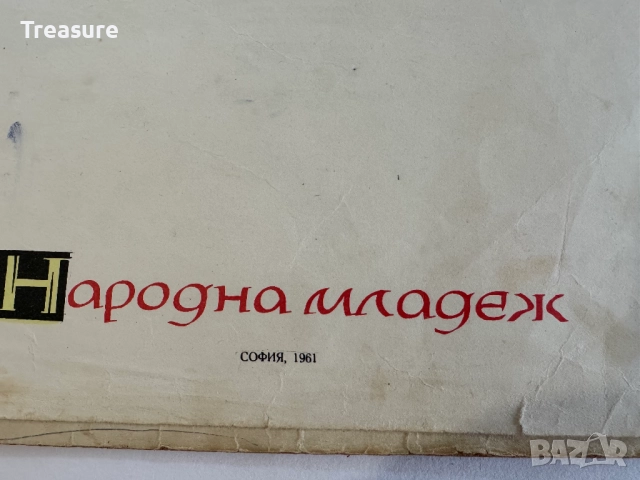 Treasure
Народна младеж
СОФИЯ, 1961
BAZAR